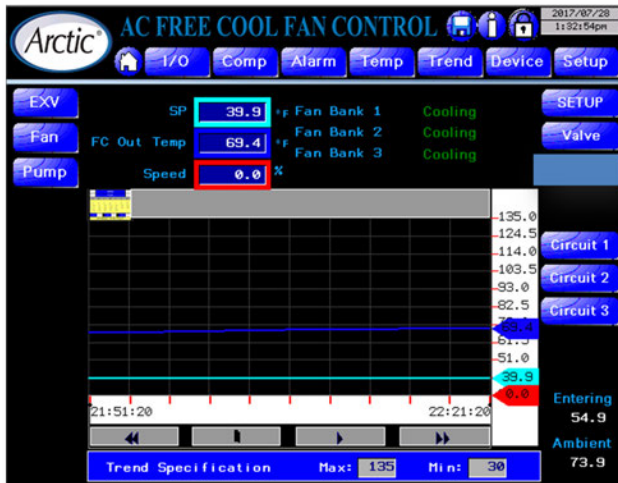 Arctic
AC FREE COOL FAN CONTROL
2017/07/28
1:32:54pm
I/O Comp Alarm Temp Trend Device Setup
EXV
Fan
Pump
SP 39.9 °F Fan Bank 1 Cooling
FC Out Temp 69.4 °F Fan Bank 2 Cooling
Fan Bank 3 Cooling
Speed 0.0 %
SETUP
Valve
135.0
124.5
114.0
103.5
93.0
82.5
69.4
61.5
51.0
39.9
0.0
Circuit 1
Circuit 2
Circuit 3
21:51:20 22:21:20
Entering
54.9
Ambient
73.9
Trend Specification Max: 135 Min: 30